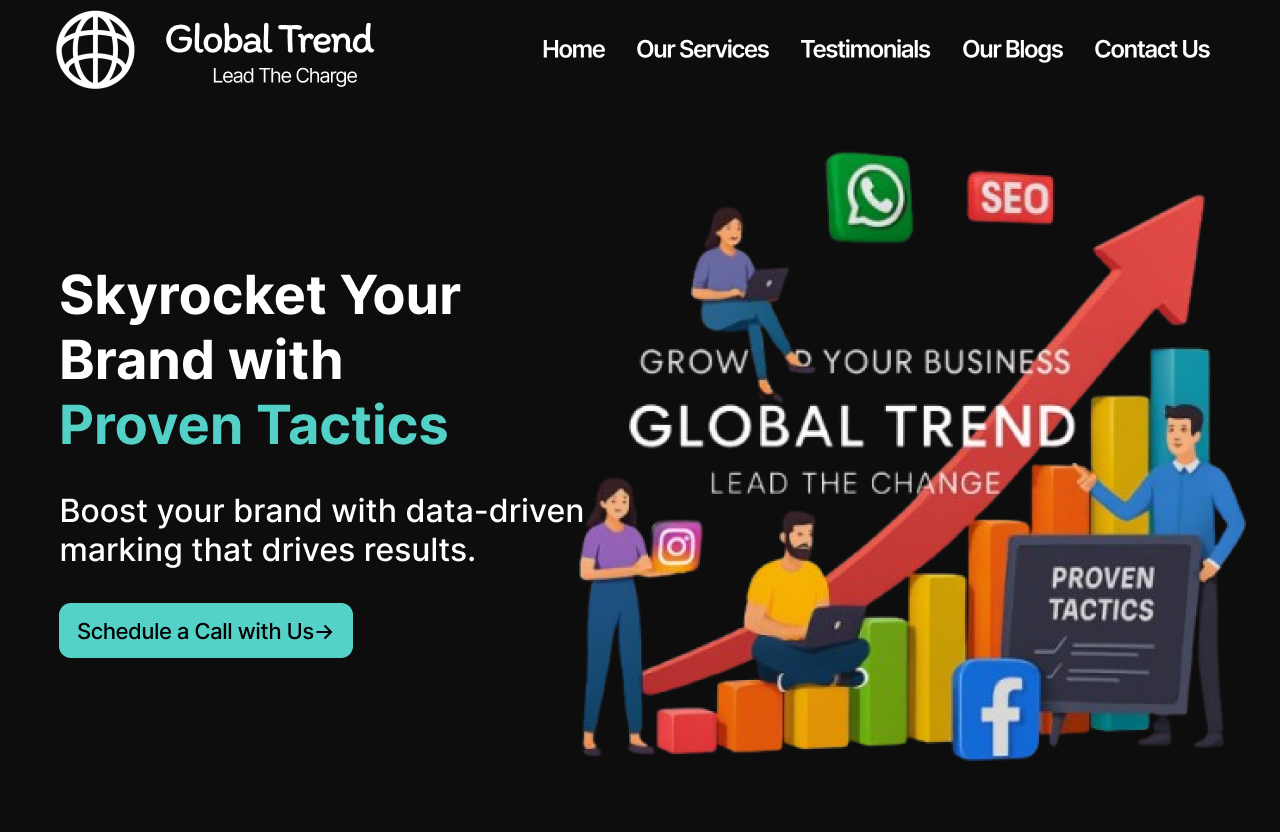 Global Trend
Lead The Charge
Home Our Services Testimonials Our Blogs Contact Us
Skyrocket Your
Brand with
Proven Tactics
Boost your brand with data-driven
marking that drives results.
Schedule a Call with Us→
SEO
GROW YOUR BUSINESS
GLOBAL TREND
LEAD THE CHANGE
PROVEN
TACTICS